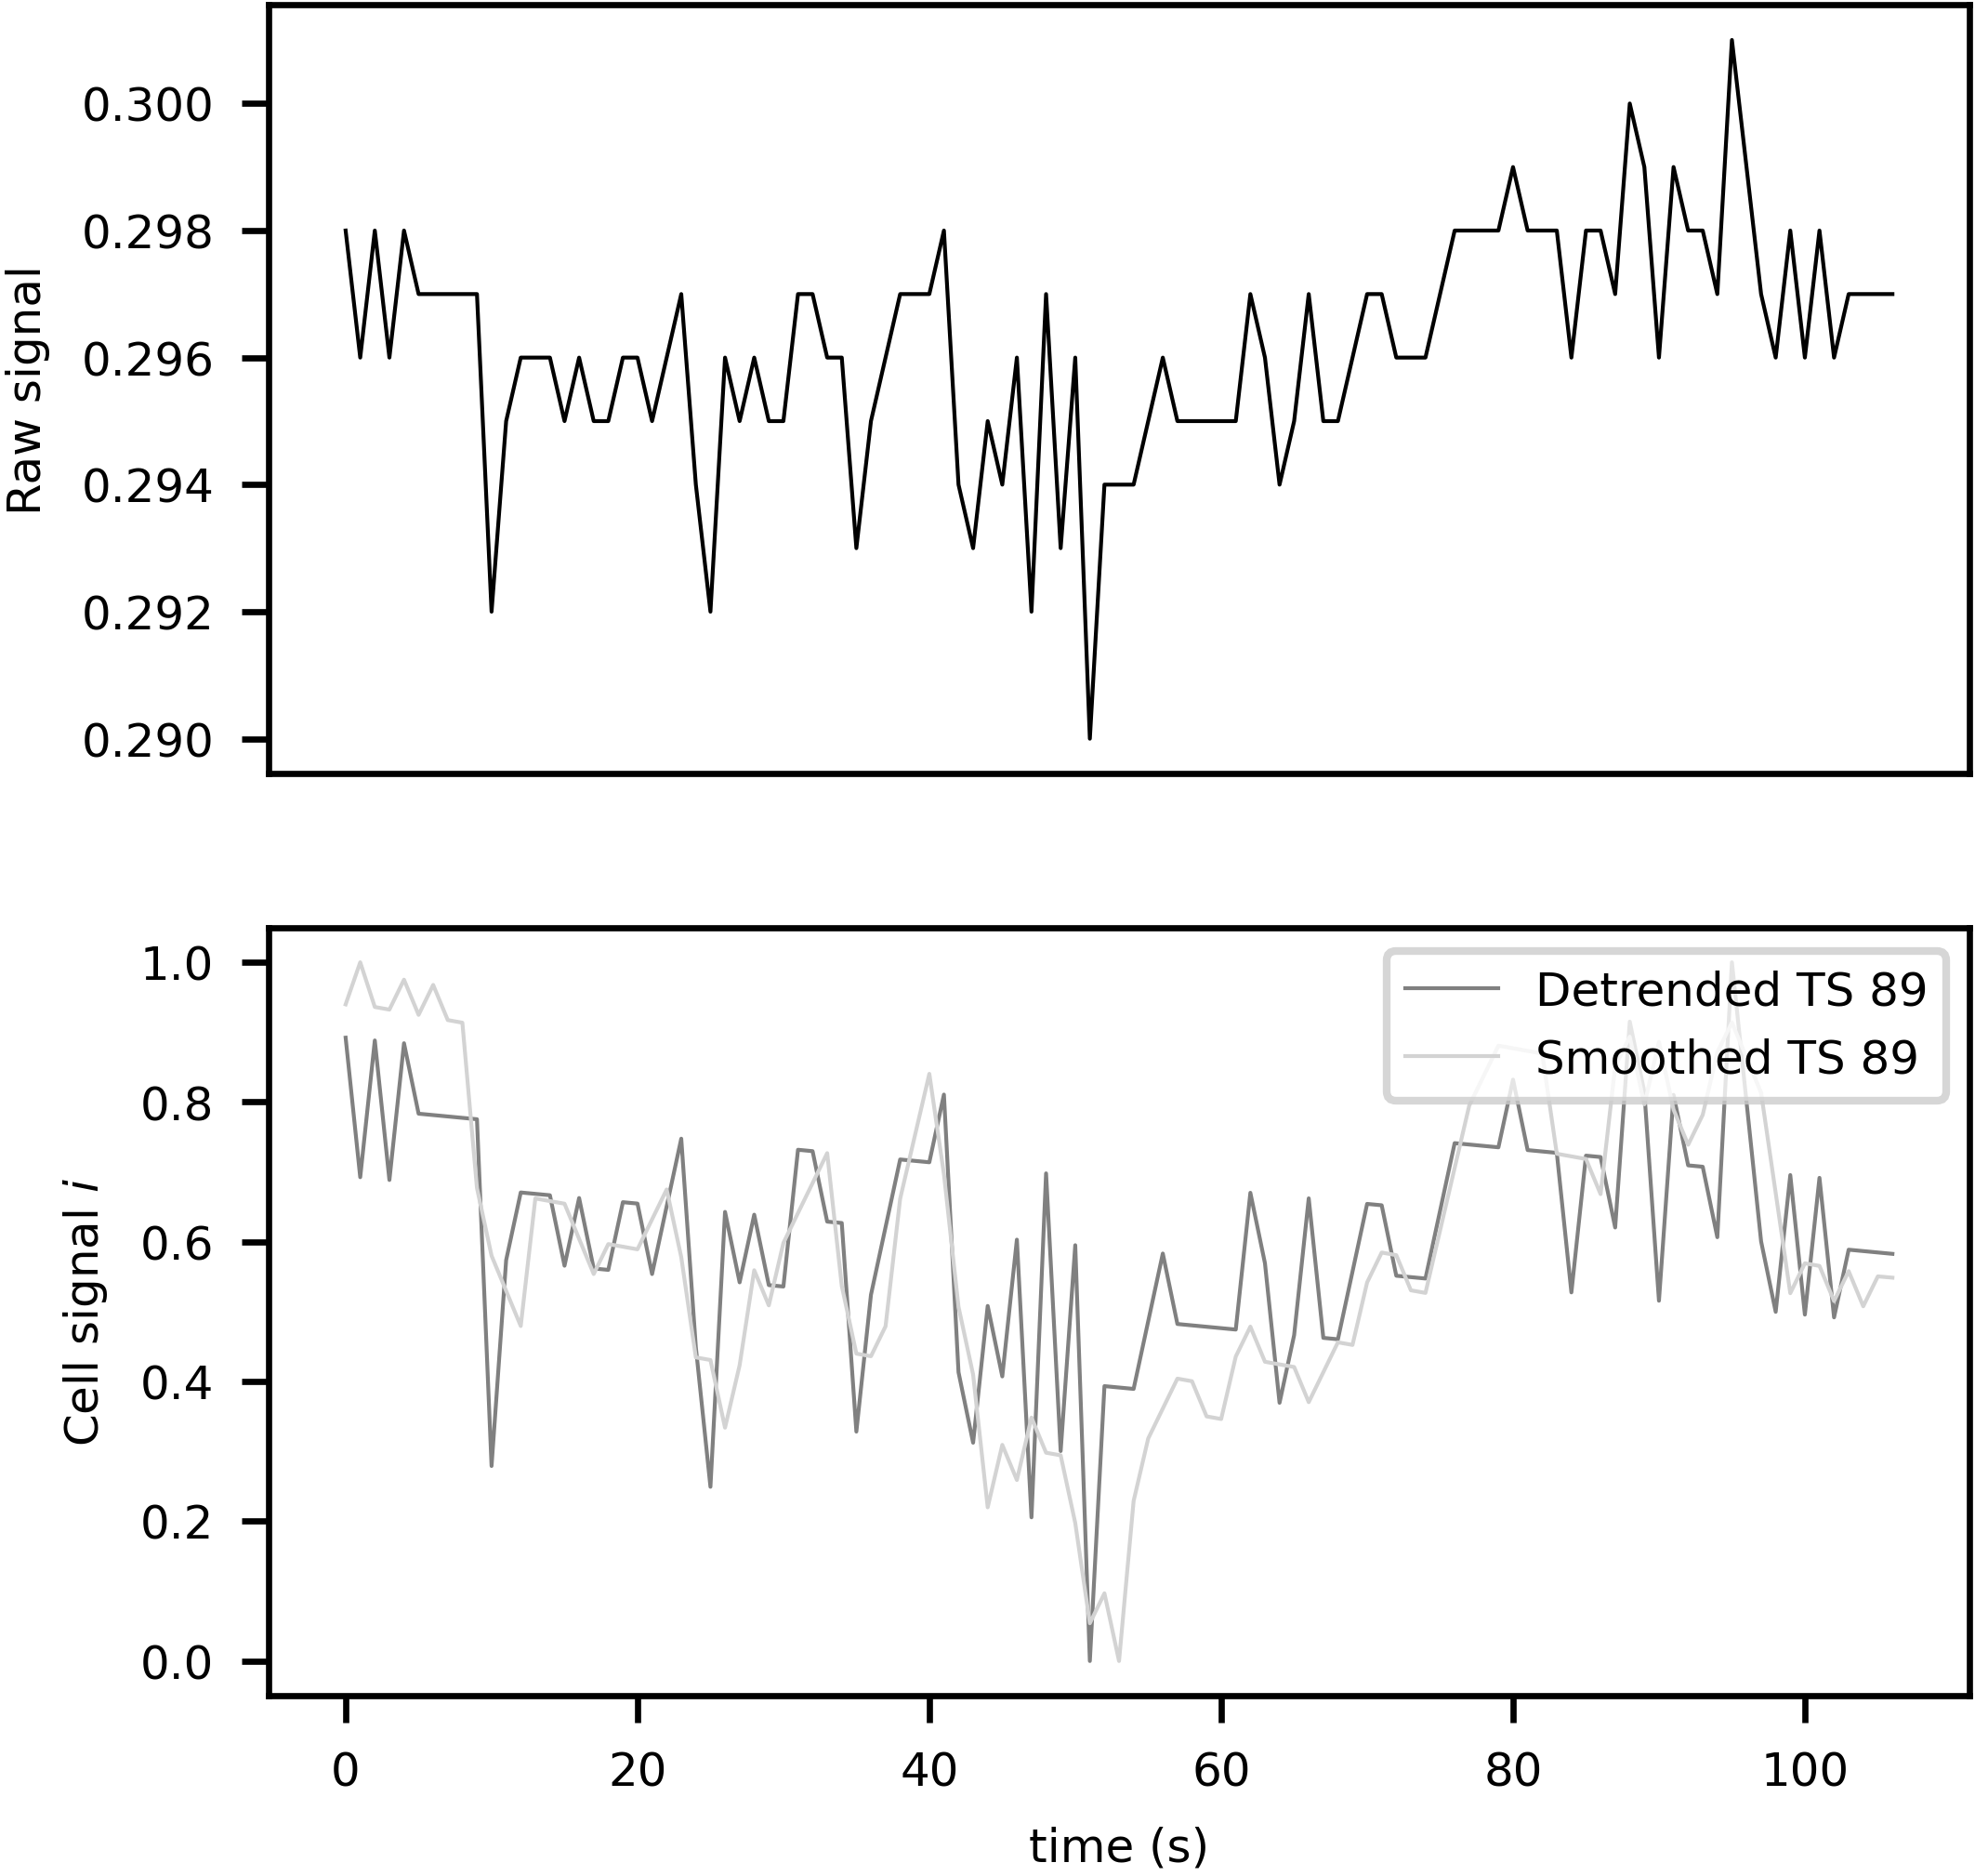 Raw signal
0.300
0.298
0.296
0.294
0.292
0.290
Cell signal i
1.0
0.8
0.6
0.4
0.2
0.0
Detrended TS 89
Smoothed TS 89
0 20 40 60 80 100
time (s)